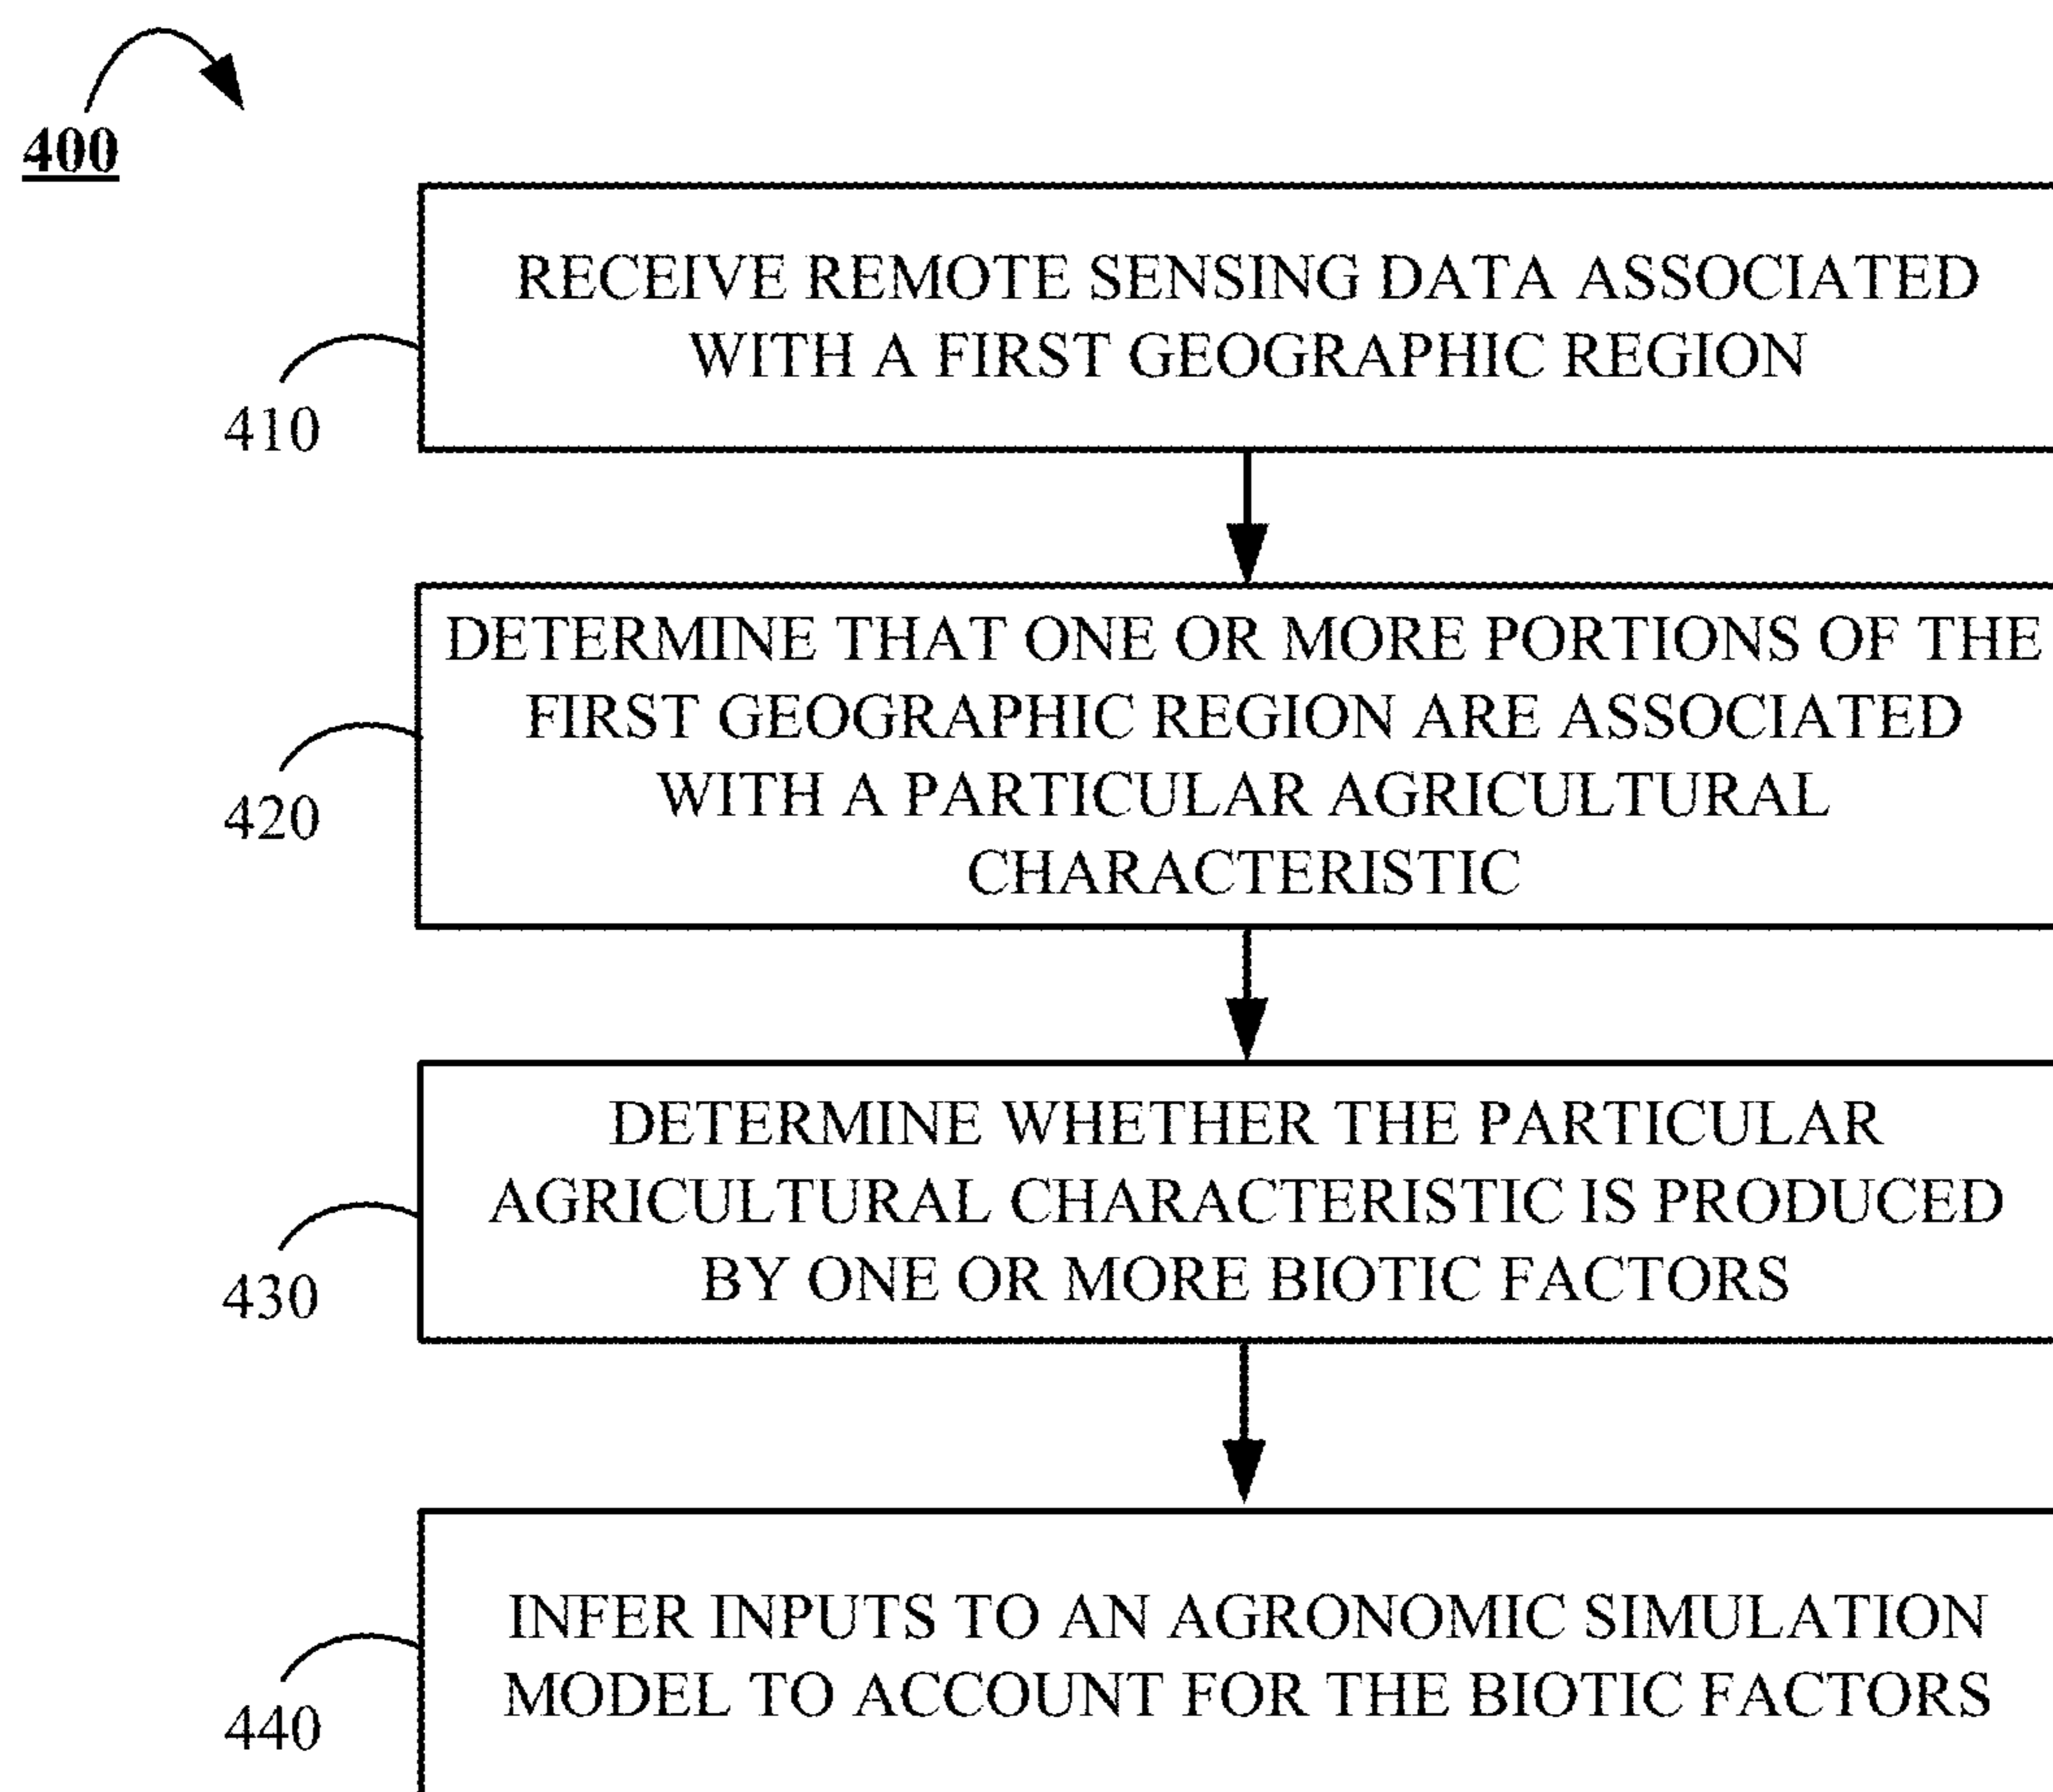 400
RECEIVE REMOTE SENSING DATA ASSOCIATED
WITH A FIRST GEOGRAPHIC REGION
410
DETERMINE THAT ONE OR MORE PORTIONS OF THE
FIRST GEOGRAPHIC REGION ARE ASSOCIATED
WITH A PARTICULAR AGRICULTURAL
CHARACTERISTIC
420
DETERMINE WHETHER THE PARTICULAR
AGRICULTURAL CHARACTERISTIC IS PRODUCED
BY ONE OR MORE BIOTIC FACTORS
430
INFER INPUTS TO AN AGRONOMIC SIMULATION
MODEL TO ACCOUNT FOR THE BIOTIC FACTORS
440